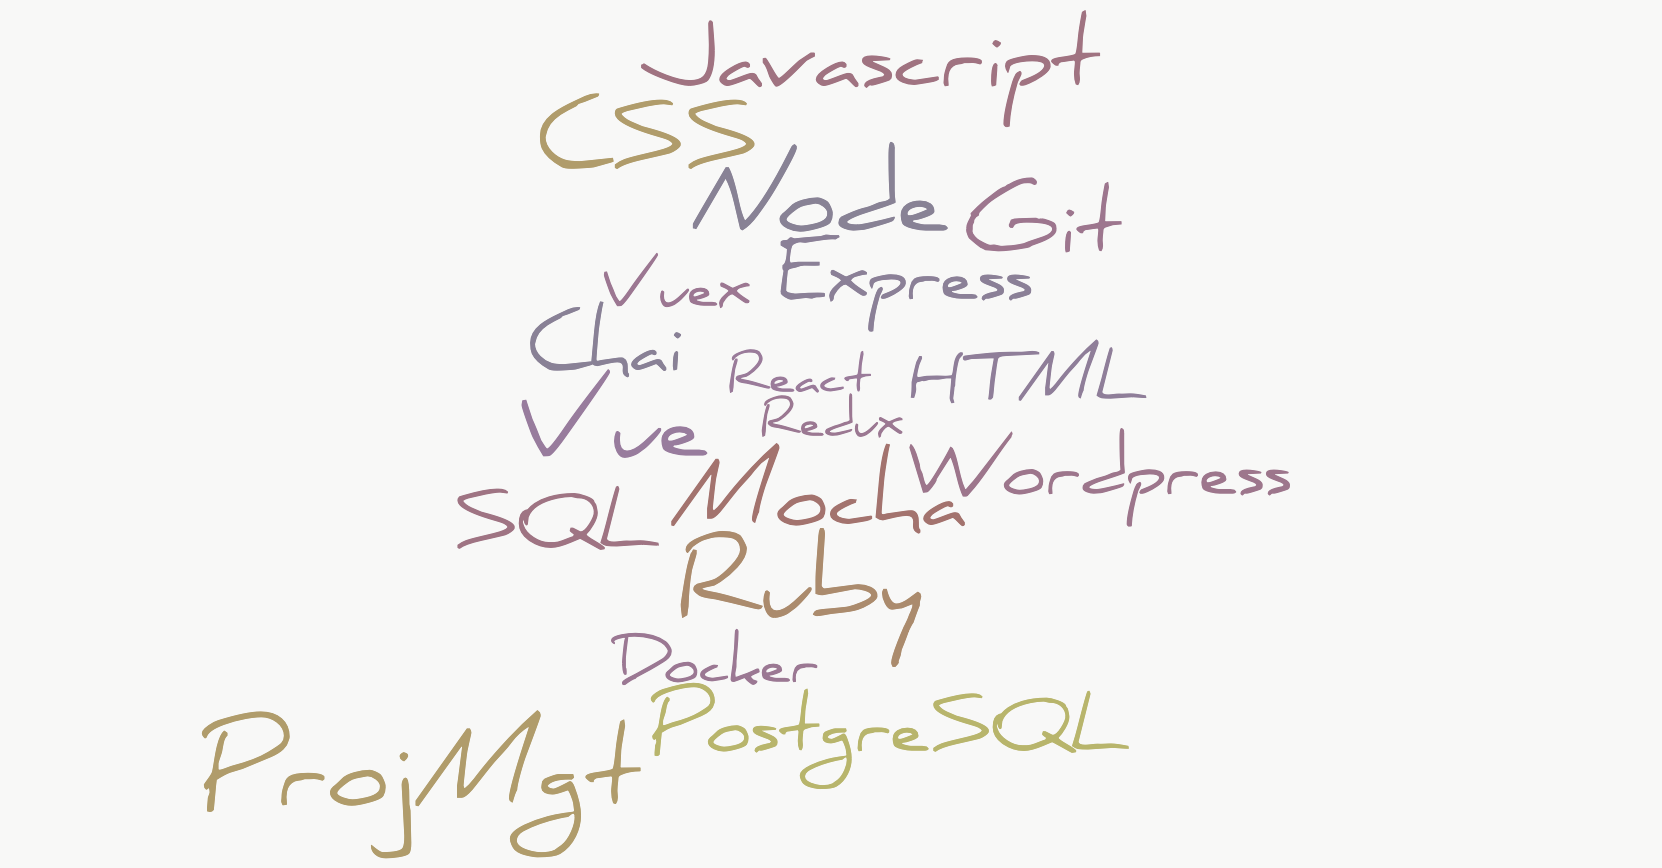 Javascript
CSS
Node Git
Vuex Express
Chai
React HTML
Vue Redux
Mocha Wordpress
SQL
Ruby
Docker
PostgreSQL
ProjMgt